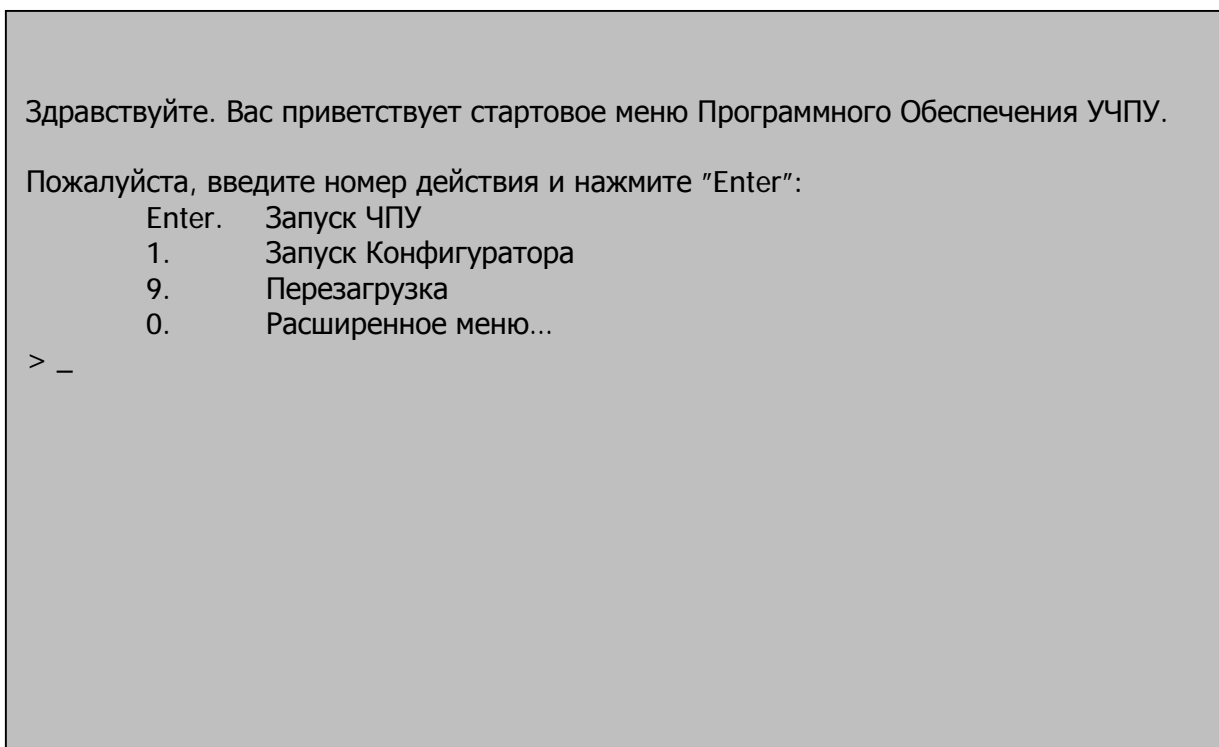 Здравствуйте. Вас приветствует стартовое меню Программного Обеспечения УЧПУ.
Пожалуйста, введите номер действия и нажмите "Enter":
Enter. Запуск ЧПУ
1. Запуск Конфигуратора
9. Перезагрузка
0. Расширенное меню...
> _